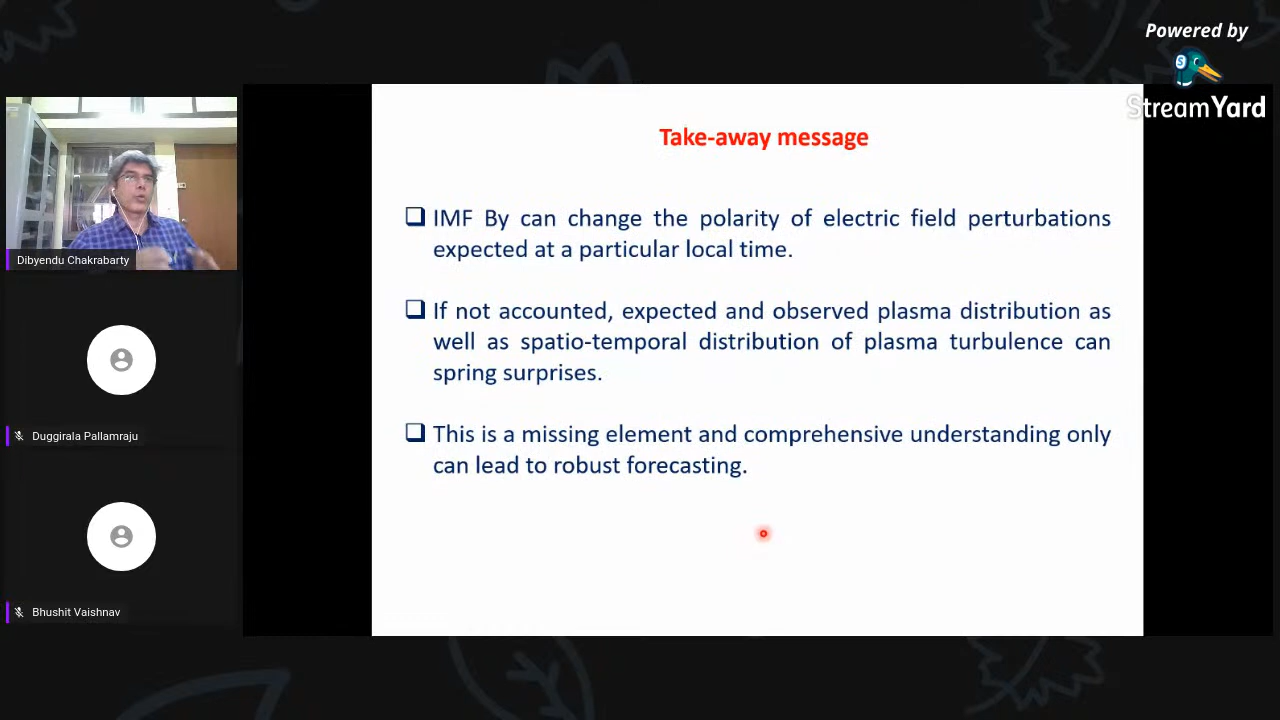 Powered by
StreamYard
Dibyendu Chakrabarty
Duggirala Pallamraju
Bhushit Vaishnav
Take-away message
❑ IMF By can change the polarity of electric field perturbations
expected at a particular local time.
❑ If not accounted, expected and observed plasma distribution as
well as spatio-temporal distribution of plasma turbulence can
spring surprises.
❑ This is a missing element and comprehensive understanding only
can lead to robust forecasting.